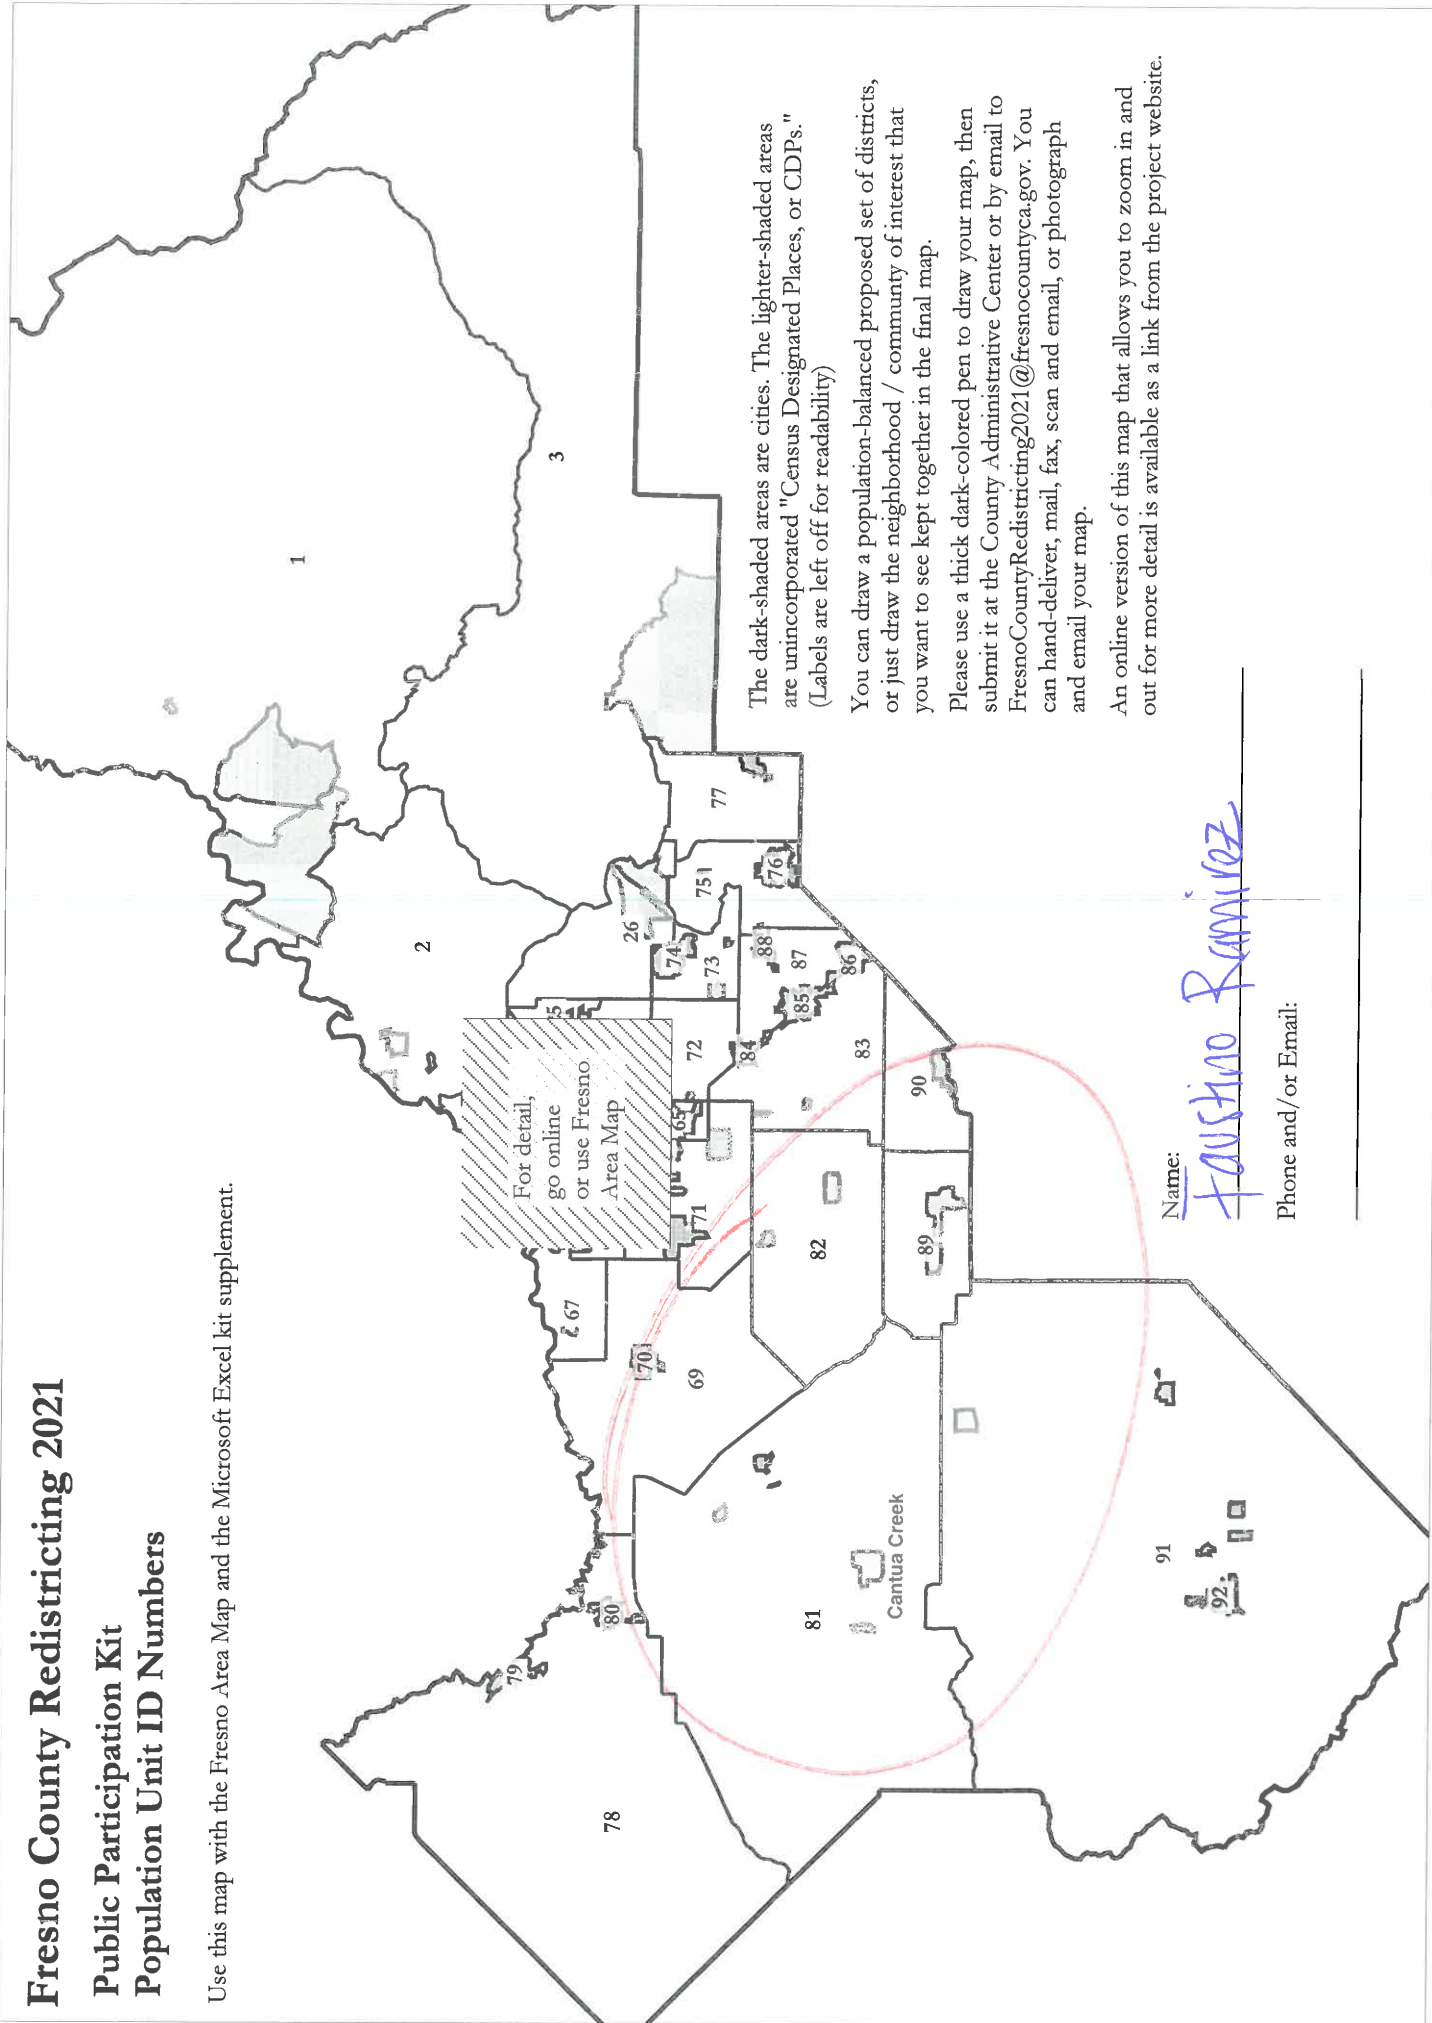 Fresno County Redistricting 2021
Public Participation Kit
Population Unit ID Numbers
Use this map with the Fresno Area Map and the Microsoft Excel kit supplement.
1
2
3
26
For detail,
go online
or use Fresno
Area Map
65
67
69
70
71
72
73
74
75
76
77
78
79
80
81
82
83
84
85
86
87
88
89
90
91
92
Cantua Creek
The dark-shaded areas are cities. The lighter-shaded areas
are unincorporated "Census Designated Places, or CDPs."
(Labels are left off for readability)
You can draw a population-balanced proposed set of districts,
or just draw the neighborhood / community of interest that
you want to see kept together in the final map.
Please use a thick dark-colored pen to draw your map, then
submit it at the County Administrative Center or by email to
FresnoCountyRedistricting2021@fresnocountyca.gov. You
can hand-deliver, mail, fax, scan and email, or photograph
and email your map.
An online version of this map that allows you to zoom in and
out for more detail is available as a link from the project website.
Name:
Faustino Ramirez
Phone and/or Email: